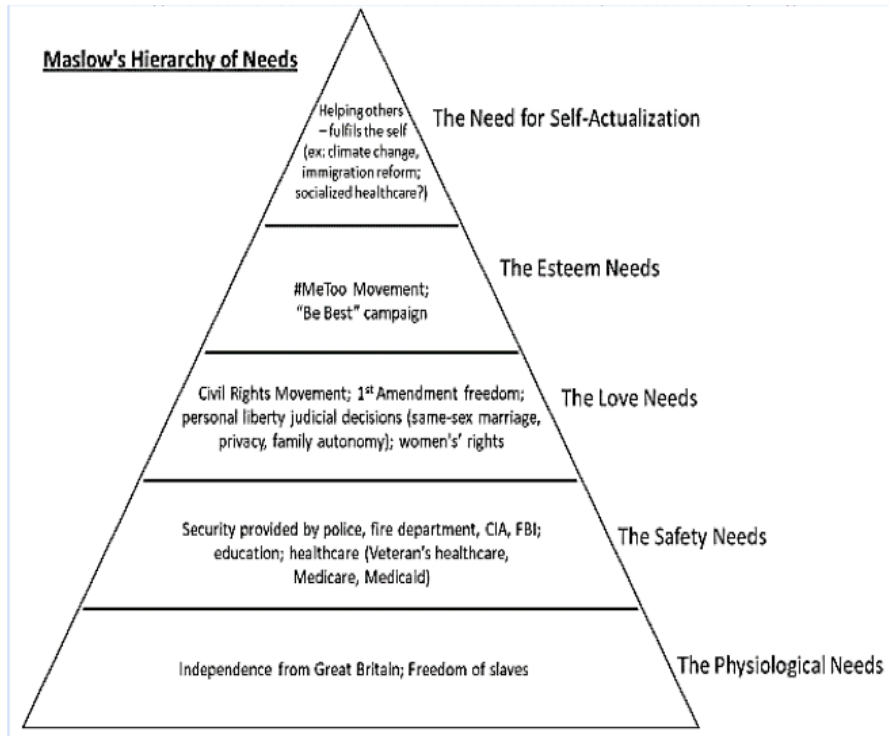 Maslow's Hierarchy of Needs
Helping others
– fulfils the self
(ex: climate change,
immigration reform;
socialized healthcare?)
The Need for Self-Actualization
#MeToo Movement;
"Be Best" campaign
The Esteem Needs
Civil Rights Movement; 1st Amendment freedom;
personal liberty judicial decisions (same-sex marriage,
privacy, family autonomy); women's' rights
The Love Needs
Security provided by police, fire department, CIA, FBI;
education; healthcare (Veteran's healthcare,
Medicare, Medicaid)
The Safety Needs
Independence from Great Britain; Freedom of slaves
The Physiological Needs